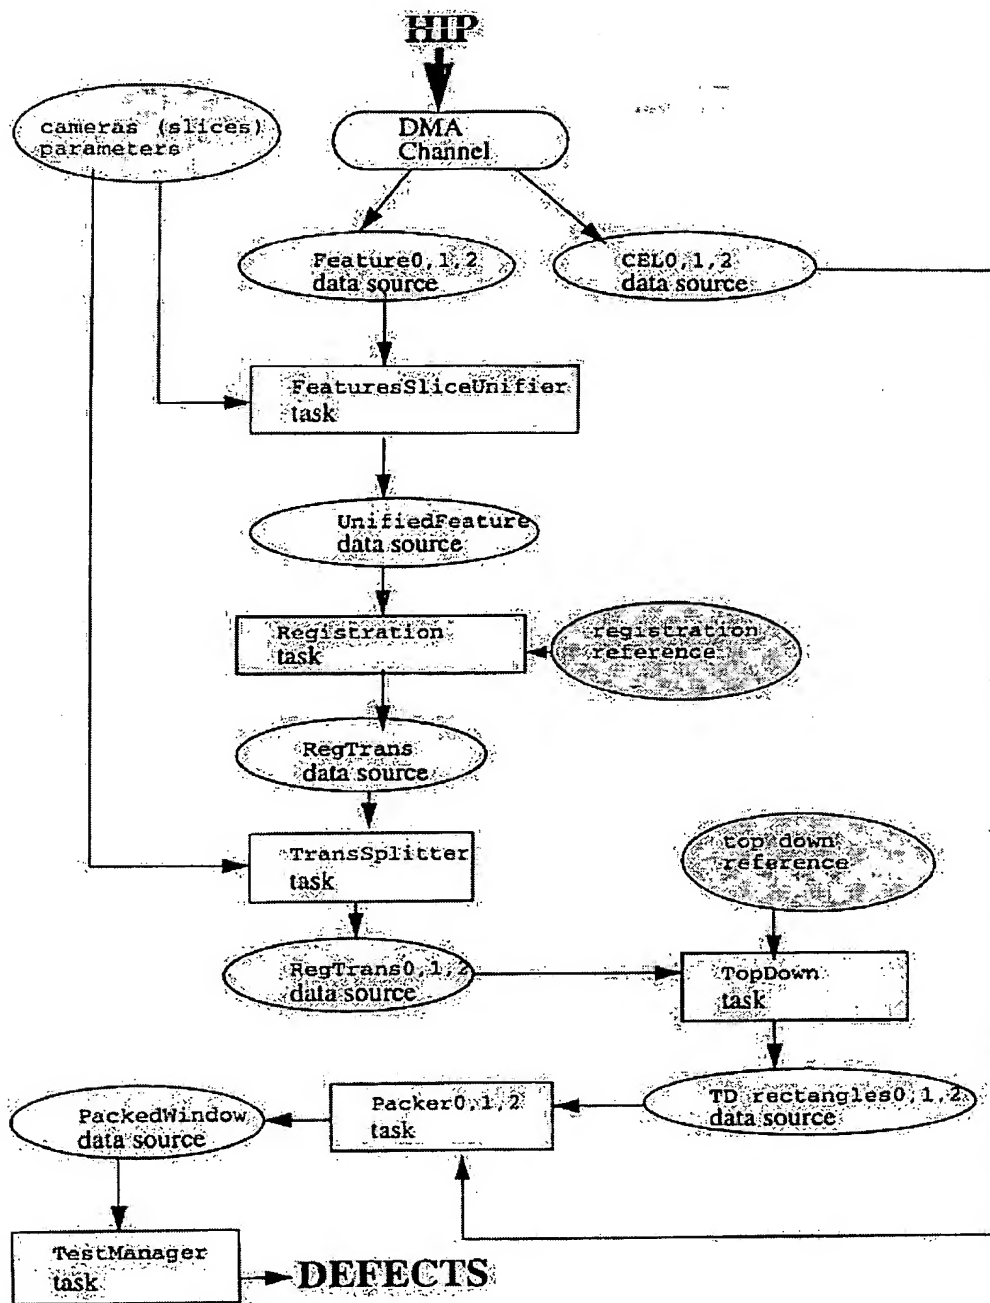 HIP
cameras (slices)
parameters
DMA
Channel
Feature0,1,2
data source
CEL0,1,2
data source
FeaturesSliceUnifier
task
UnifiedFeature
data source
Registration
task
registration
reference
RegTrans
data source
TransSplitter
task
top down
reference
RegTrans0,1,2
data source
TopDown
task
PackedWindow
data source
Packer0,1,2
task
TD rectangles0,1,2
data source
TestManager
task
DEFECTS